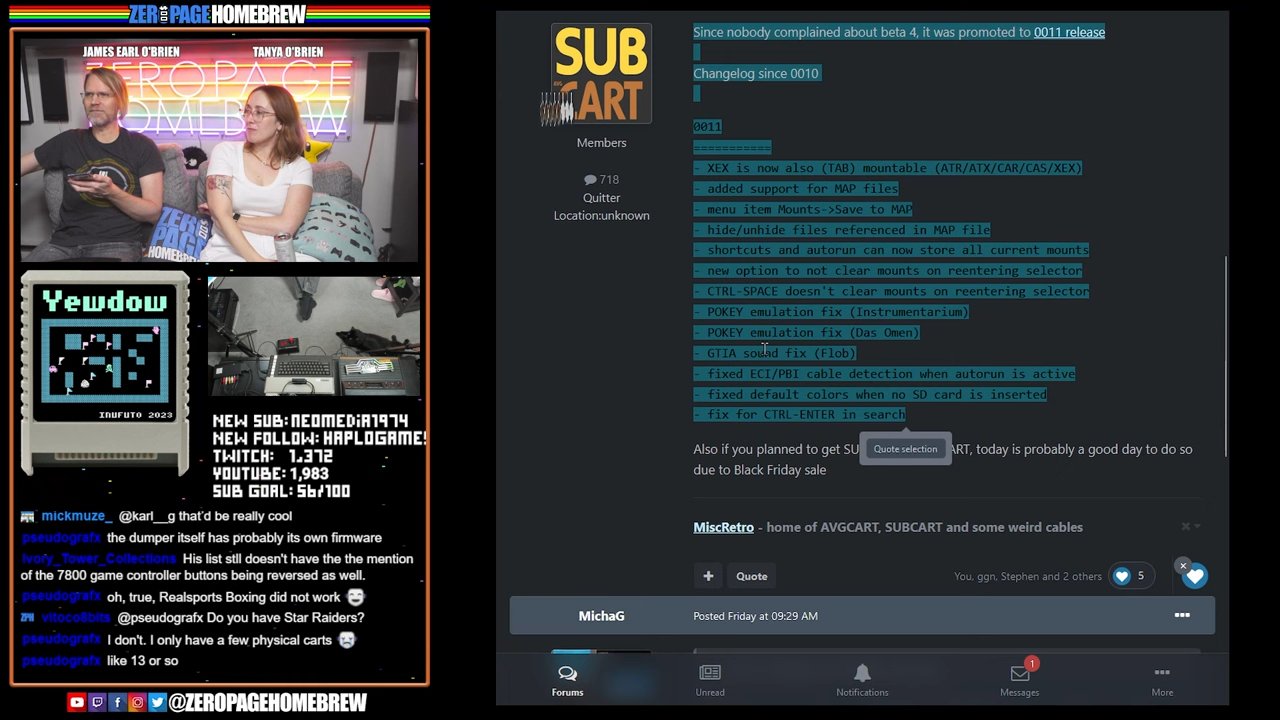 ZEROPAGE HOMEBREW
JAMES EARL O'BRIEN
TANYA O'BRIEN
ZEROPAGE
HOMEBREW
ZERO
PAGE
HOMEBREW
Yewdow
INUFUTO 2023
NEW SUB: NEOMEDIA1974
NEW FOLLOW: HAPLOGAME!
TWITCH: 1,372
YOUTUBE: 1,983
SUB GOAL: 56/100
mickmuze_ @karl__g that'd be really cool
pseudografx the dumper itself has probably its own firmware
Ivory_Tower_Collections His list stll doesn't have the the mention
of the 7800 game controller buttons being reversed as well.
pseudografx oh, true, Realsports Boxing did not work
ZPH vitoco8bits @pseudografx Do you have Star Raiders?
pseudografx I don't. I only have a few physical carts
pseudografx like 13 or so
@ZEROPAGEHOMEBREW
SUB
AVG
CART
Members
718
Quitter
Location:unknown
Since nobody complained about beta 4, it was promoted to 0011 release
Changelog since 0010
0011
===========
- XEX is now also (TAB) mountable (ATR/ATX/CAR/CAS/XEX)
- added support for MAP files
- menu item Mounts->Save to MAP
- hide/unhide files referenced in MAP file
- shortcuts and autorun can now store all current mounts
- new option to not clear mounts on reentering selector
- CTRL-SPACE doesn't clear mounts on reentering selector
- POKEY emulation fix (Instrumentarium)
- POKEY emulation fix (Das Omen)
- GTIA sound fix (Flob)
- fixed ECI/PBI cable detection when autorun is active
- fixed default colors when no SD card is inserted
- fix for CTRL-ENTER in search
Quote selection
Also if you planned to get SU ART, today is probably a good day to do so
due to Black Friday sale
MiscRetro - home of AVGCART, SUBCART and some weird cables
+ Quote
You, ggn, Stephen and 2 others 5
MichaG
Posted Friday at 09:29 AM
Forums
Unread
Notifications
1
Messages
More